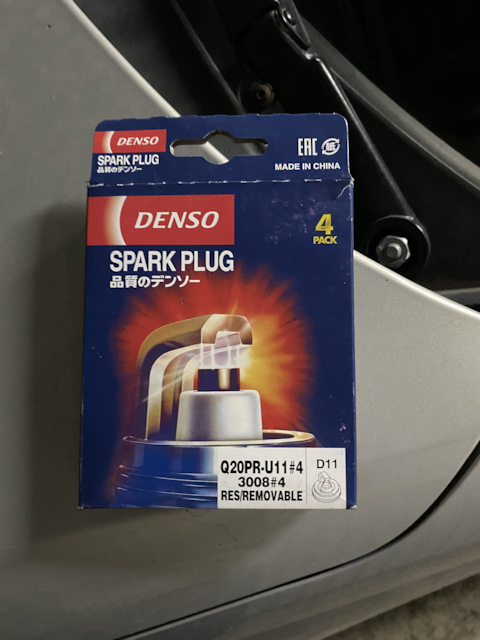 DENSO
SPARK PLUG
品質のデンソー
EAC
MADE IN CHINA
DENSO
4
PACK
SPARK PLUG
品質のデンソー
Q20PR-U11#4
3008#4
RES/REMOVABLE
D11